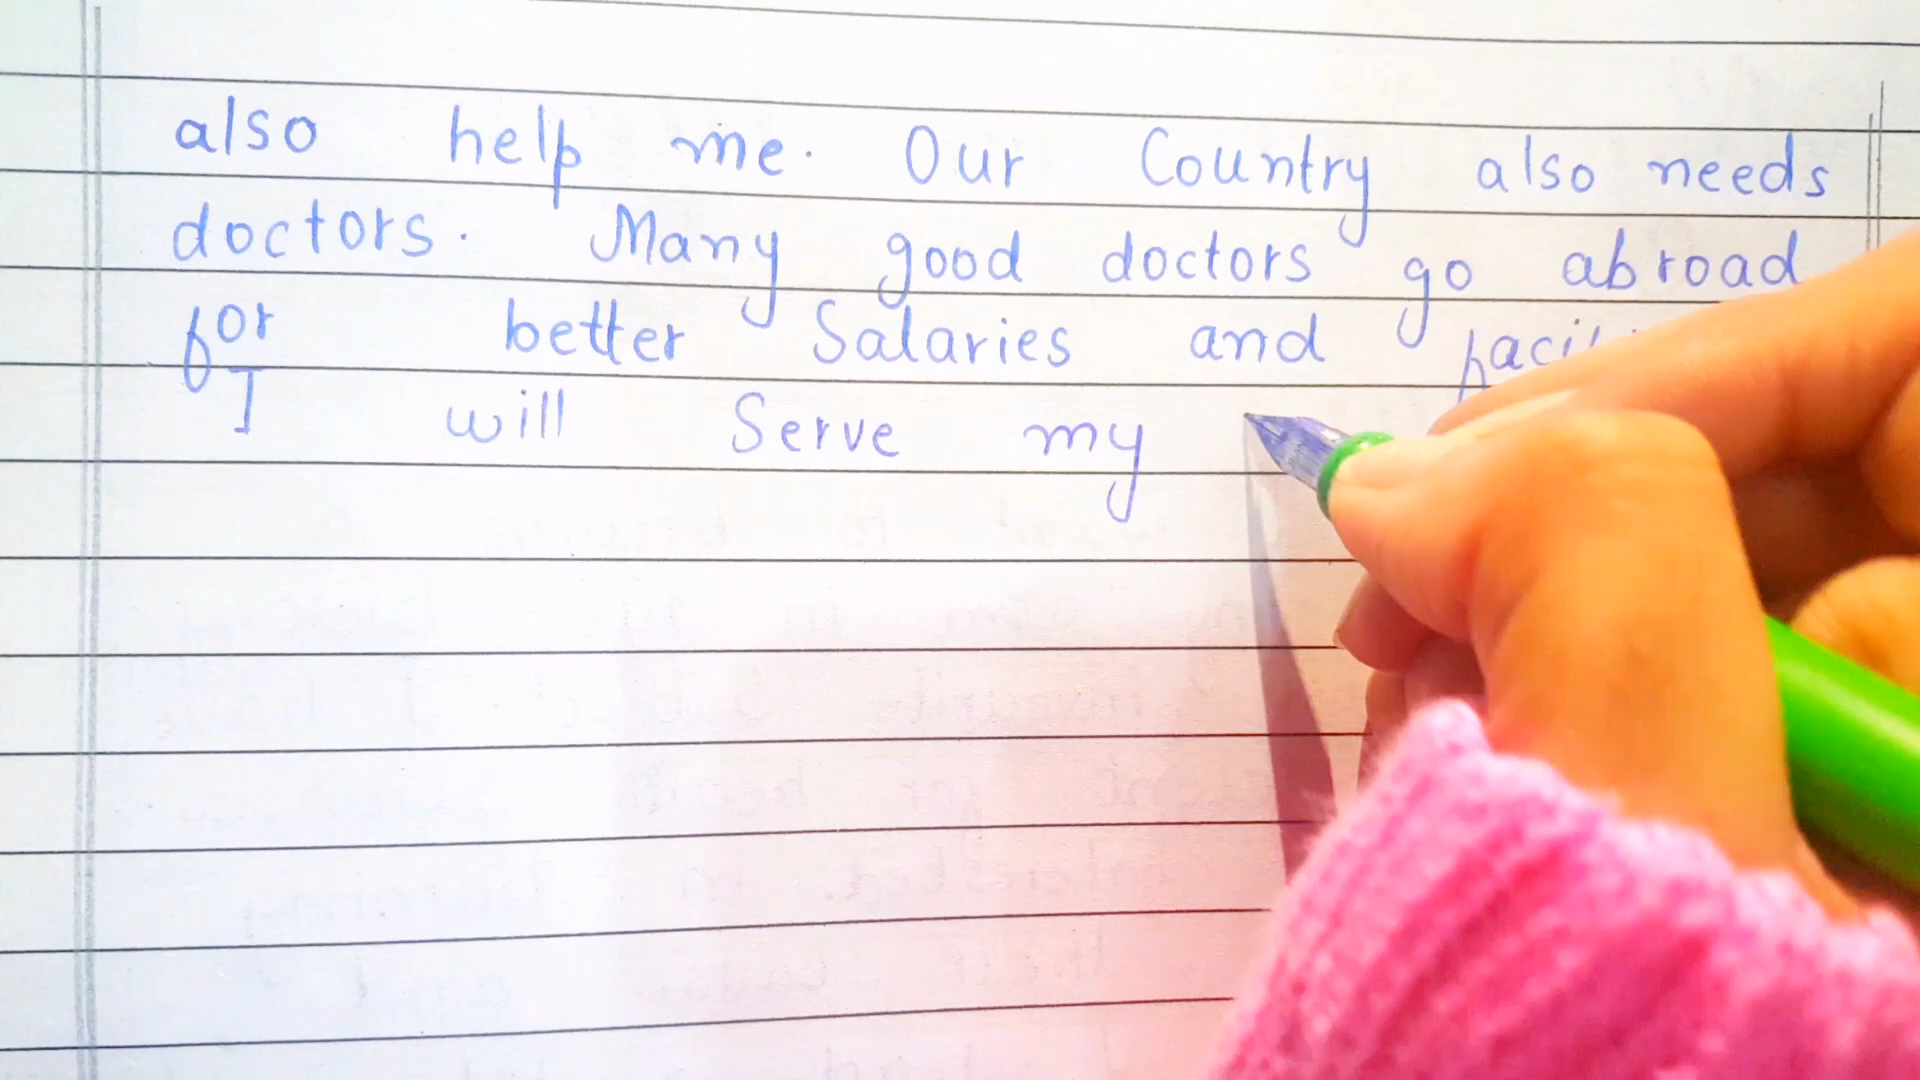 also help me. Our Country also needs
doctors. Many good doctors go abroad
for better Salaries and
I will Serve my